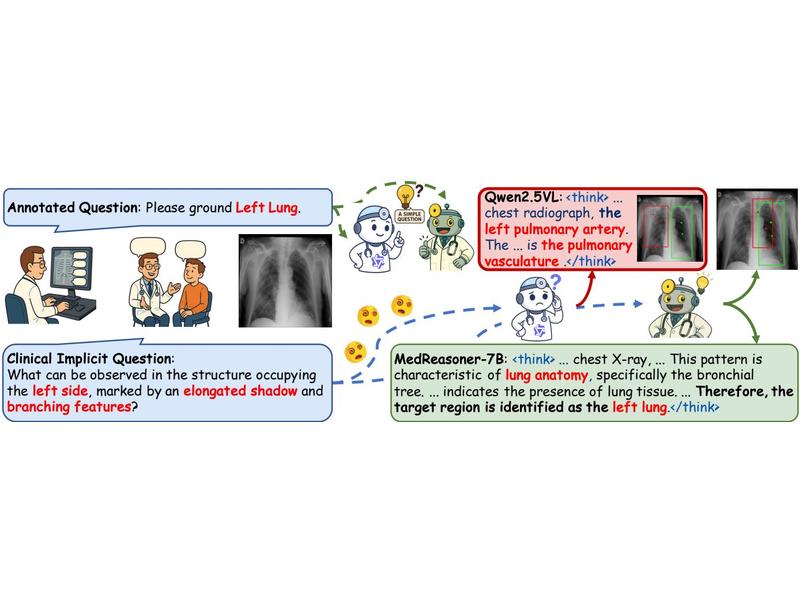 Annotated Question: Please ground Left Lung.
?
A SIMPLE
QUESTION
Qwen2.5VL: <think> ...
chest radiograph, the
left pulmonary artery.
The ... is the pulmonary
vasculature .</think>
?
Clinical Implicit Question:
What can be observed in the structure occupying
the left side, marked by an elongated shadow and
branching features?
MedReasoner-7B: <think> ... chest X-ray, ... This pattern is
characteristic of lung anatomy, specifically the bronchial
tree. ... indicates the presence of lung tissue. ... Therefore, the
target region is identified as the left lung.</think>